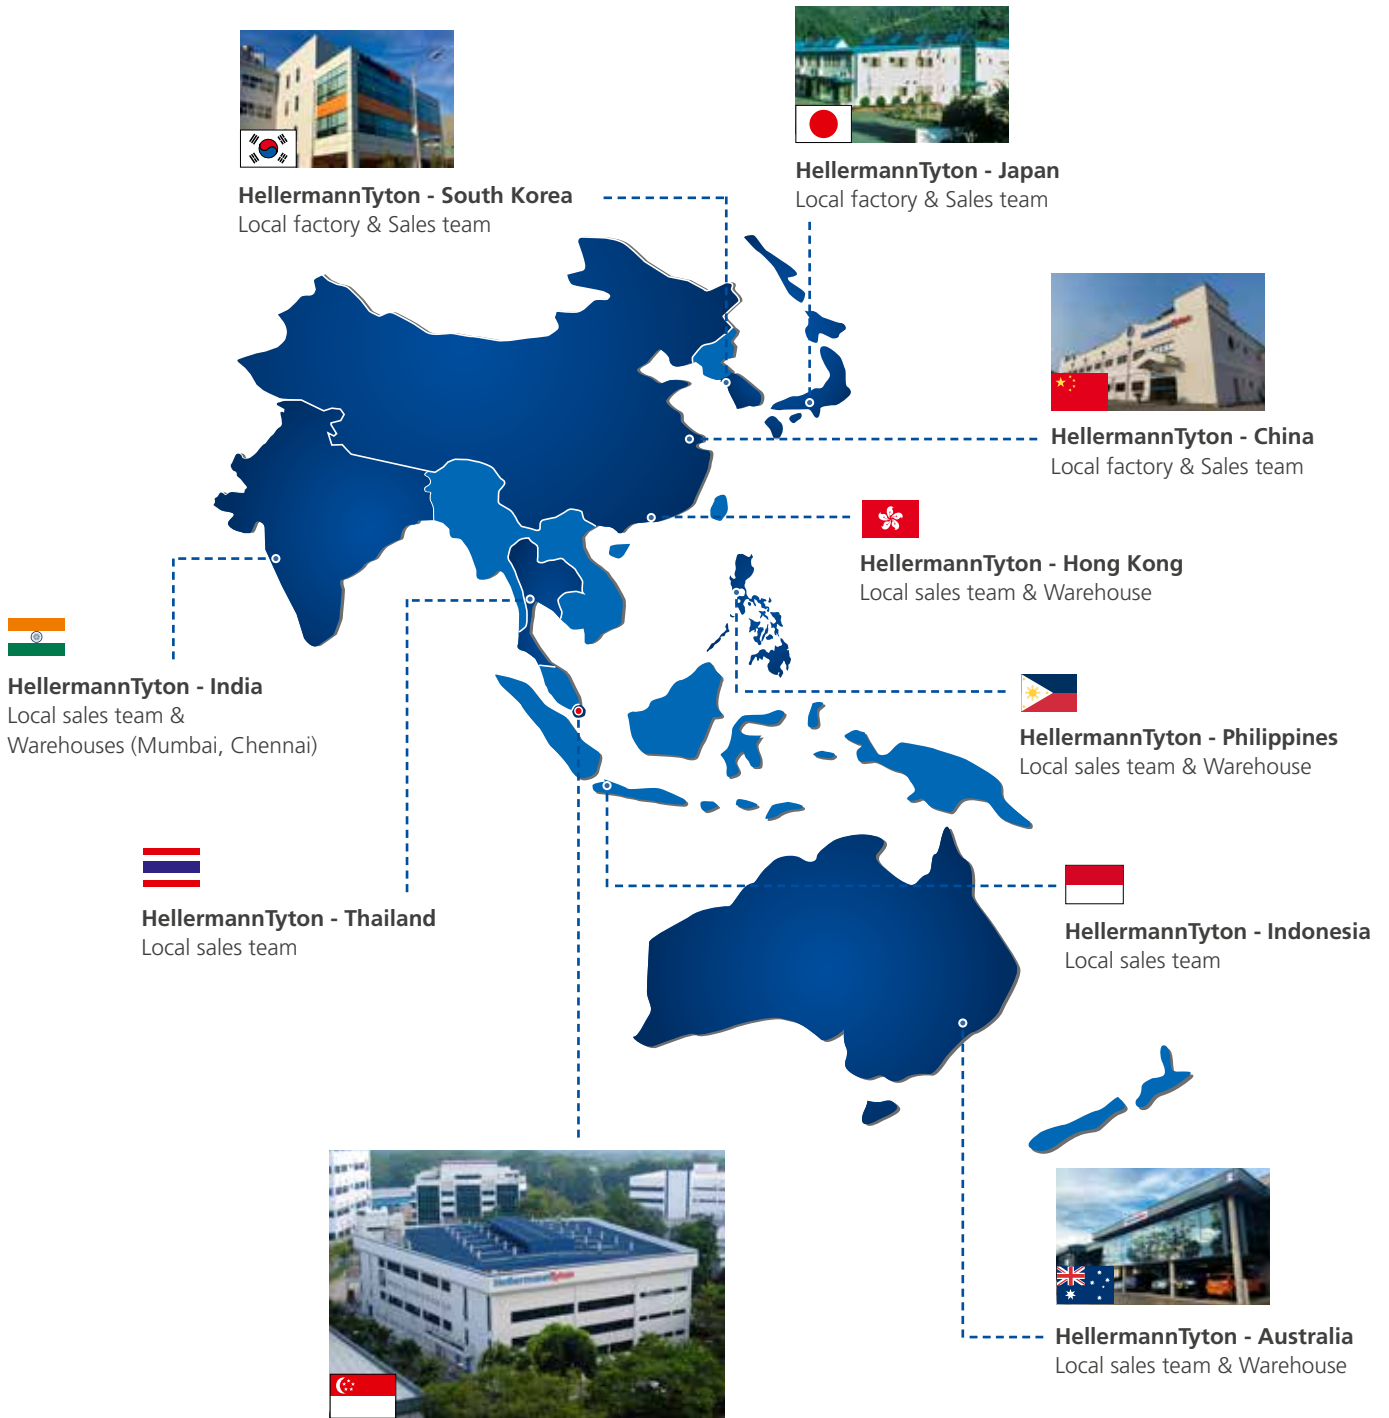 HellermannTyton - South Korea
Local factory & Sales team
HellermannTyton - Japan
Local factory & Sales team
HellermannTyton
HellermannTyton - China
Local factory & Sales team
HellermannTyton - Hong Kong
Local sales team & Warehouse
HellermannTyton - India
Local sales team &
Warehouses (Mumbai, Chennai)
HellermannTyton - Philippines
Local sales team & Warehouse
HellermannTyton - Thailand
Local sales team
HellermannTyton - Indonesia
Local sales team
HellermannTyton
HellermannTyton - Australia
Local sales team & Warehouse